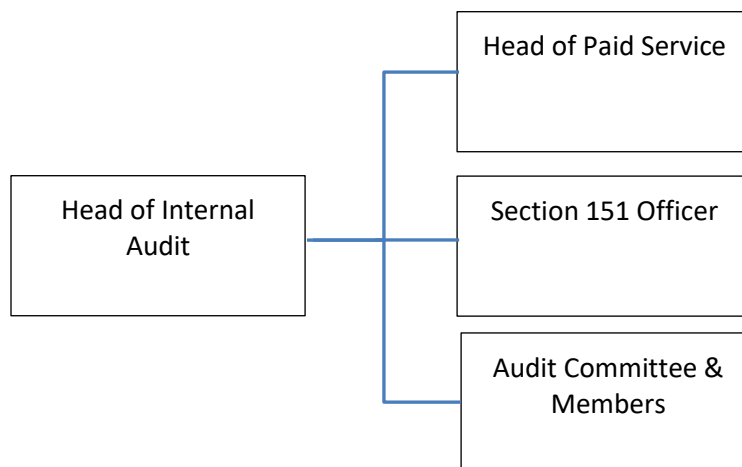 Head of Paid Service
Head of Internal
Audit
Section 151 Officer
Audit Committee &
Members